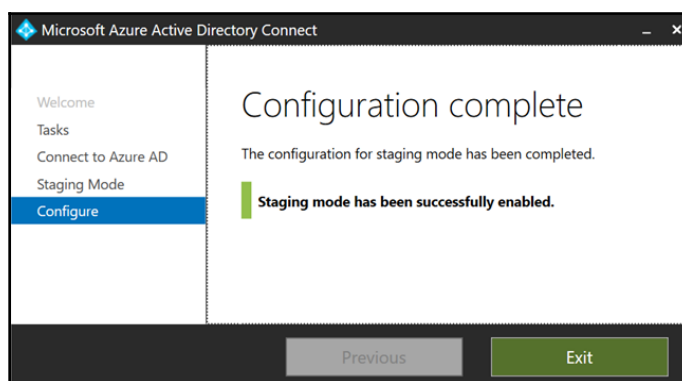 Microsoft Azure Active Directory Connect
Welcome
Tasks
Connect to Azure AD
Staging Mode
Configure
Configuration complete
The configuration for staging mode has been completed.
Staging mode has been successfully enabled.
Previous
Exit